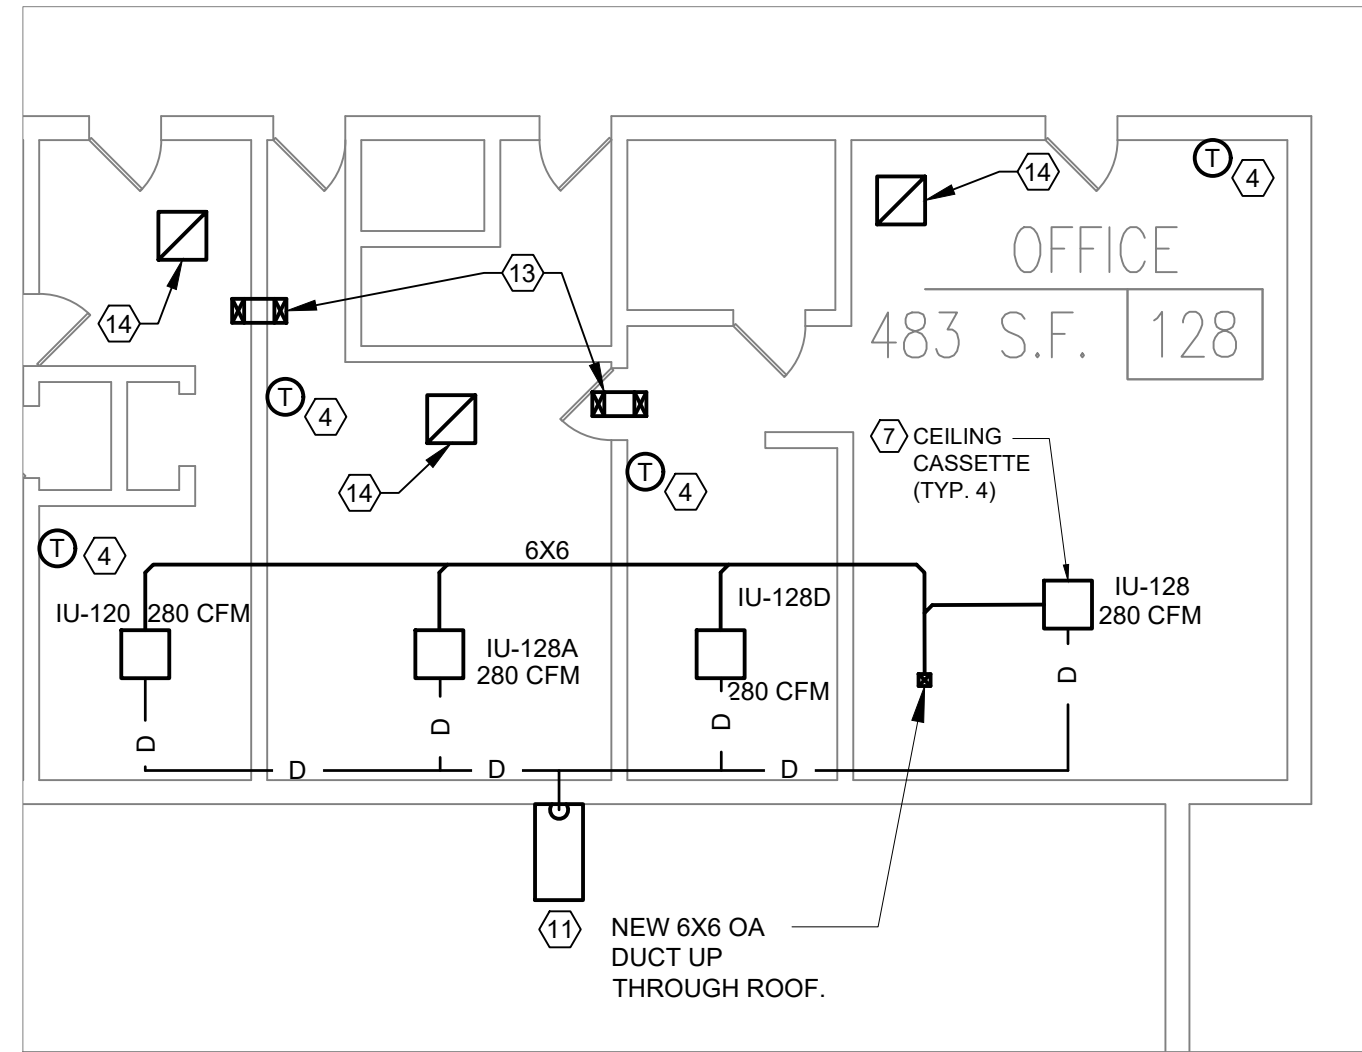 T
4
14
14
OFFICE
483 S.F. 128
13
T
4
14
T
4
7 CEILING
CASSETTE
(TYP. 4)
T
4
6X6
IU-120 280 CFM
IU-128A
280 CFM
IU-128D
280 CFM
IU-128
280 CFM
D
D
D
D
D
D
D
11
NEW 6X6 OA
DUCT UP
THROUGH ROOF.